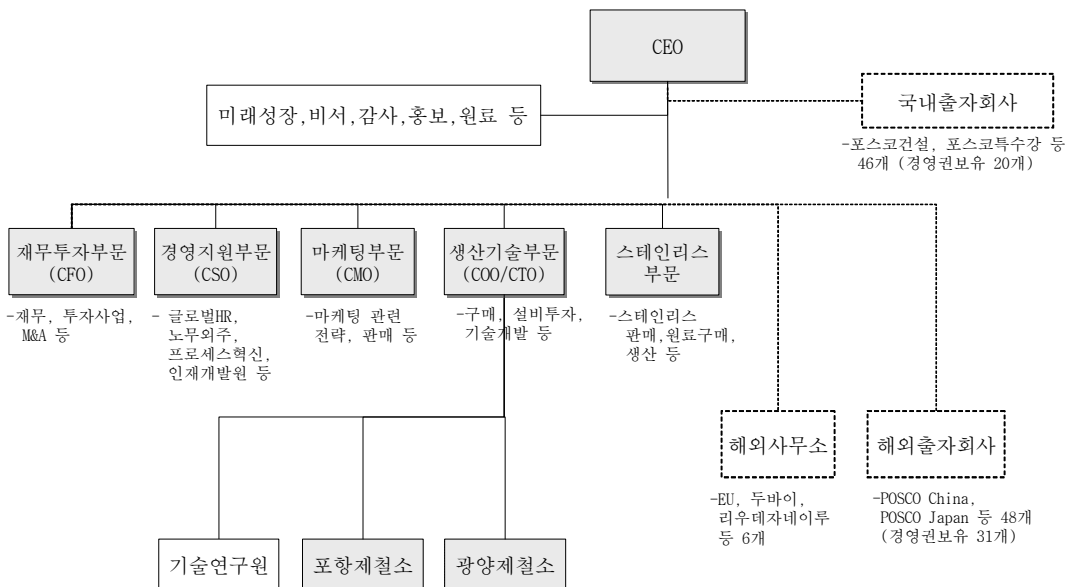 CEO
미래성장,비서,감사,홍보,원료 등
국내출자회사
-포스코건설, 포스코특수강 등
46개 (경영권보유 20개)
재무투자부문
(CFO)
-재무, 투자사업,
M&A 등
경영지원부문
(CSO)
- 글로벌HR,
노무외주,
프로세스혁신,
인재개발원 등
마케팅부문
(CMO)
-마케팅 관련
전략, 판매 등
생산기술부문
(COO/CTO)
-구매, 설비투자,
기술개발 등
스테인리스
부문
-스테인리스
판매,원료구매,
생산 등
해외사무소
-EU, 두바이,
리우데자네이루
등 6개
해외출자회사
-POSCO China,
POSCO Japan 등 48개
(경영권보유 31개)
기술연구원
포항제철소
광양제철소